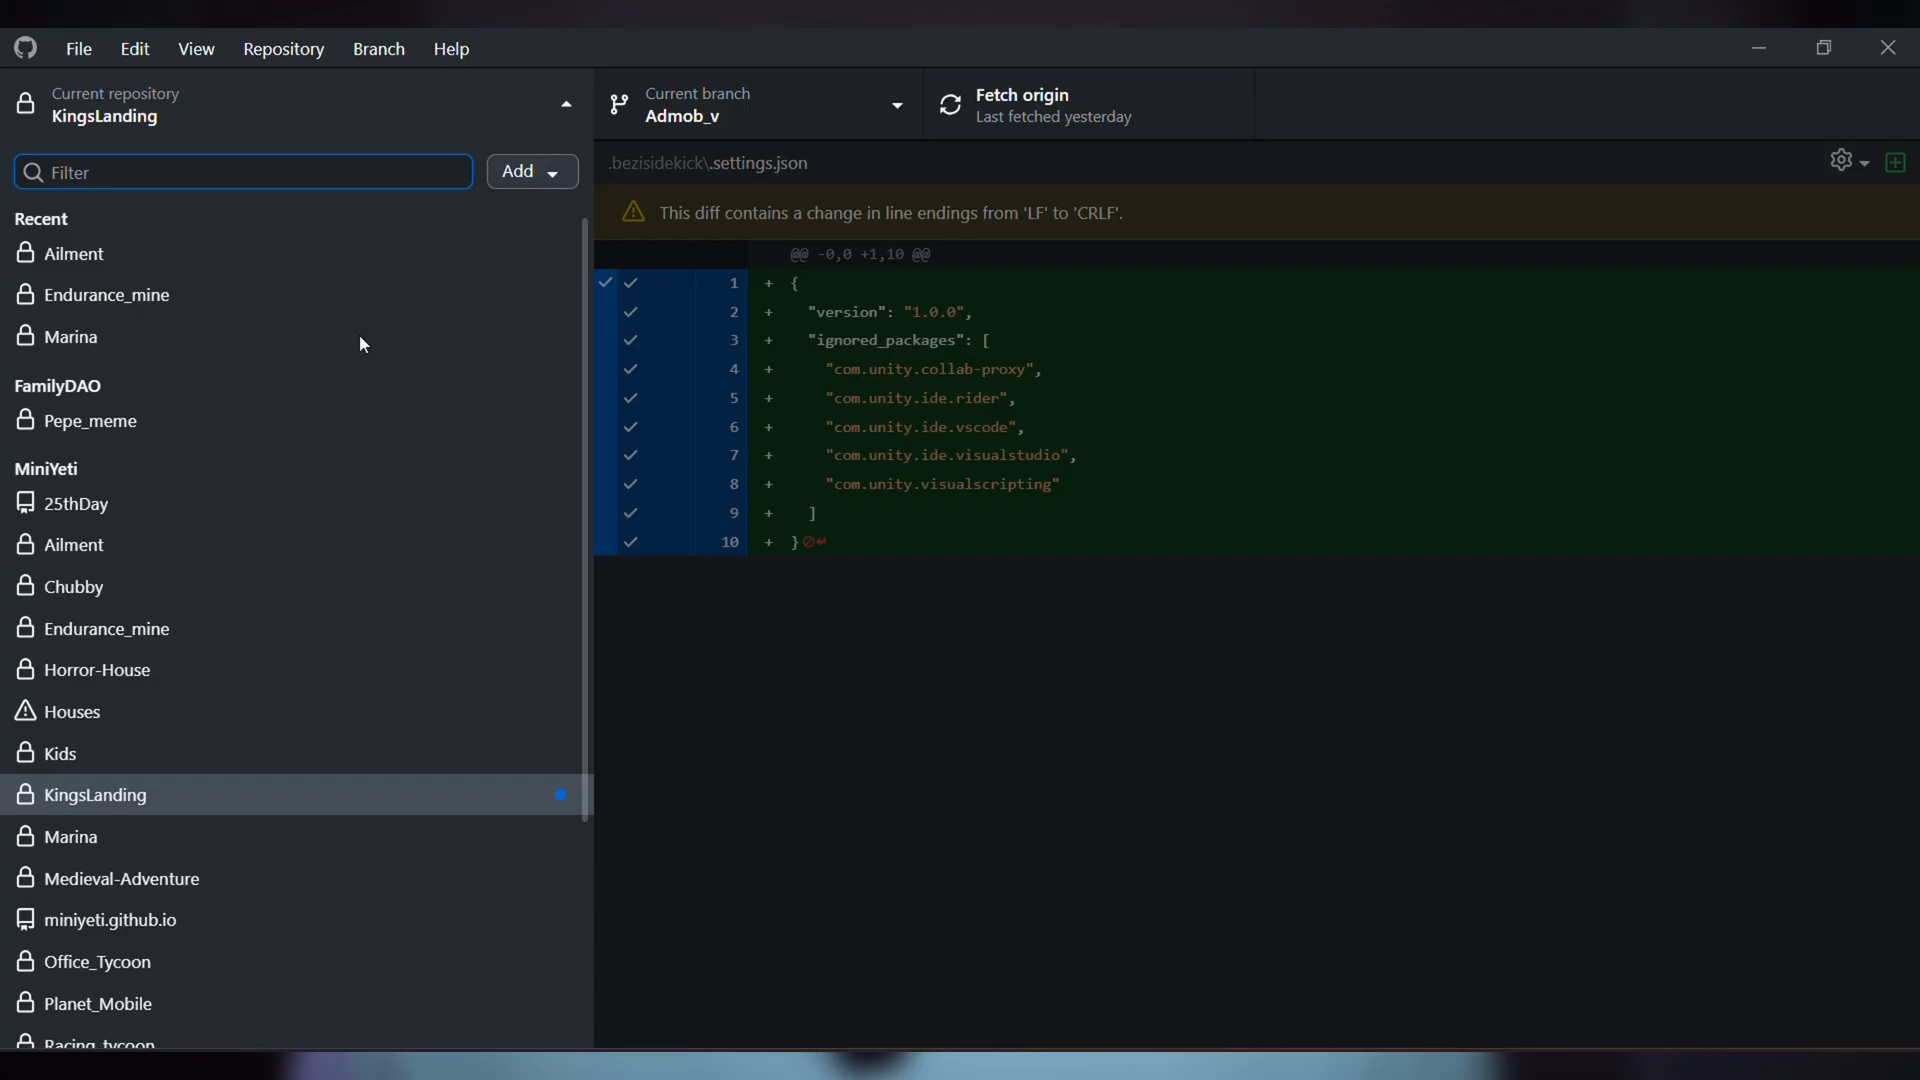 File Edit View Repository Branch Help
Current repository
KingsLanding
Current branch
Admob_v
Fetch origin
Last fetched yesterday
Filter
Add
Recent
Ailment
Endurance_mine
Marina
FamilyDAO
Pepe_meme
MiniYeti
25thDay
Ailment
Chubby
Endurance_mine
Horror-House
Houses
Kids
KingsLanding
Marina
Medieval-Adventure
miniyeti.github.io
Office_Tycoon
Planet_Mobile
Racing_tycoon
.bezisidekick\.settings.json
This diff contains a change in line endings from 'LF' to 'CRLF'.
@@ -0,0 +1,10 @@
1 + {
2 + "version": "1.0.0",
3 + "ignored_packages": [
4 + "com.unity.collab-proxy",
5 + "com.unity.ide.rider",
6 + "com.unity.ide.vscode",
7 + "com.unity.ide.visualstudio",
8 + "com.unity.visualscripting"
9 + ]
10 + }